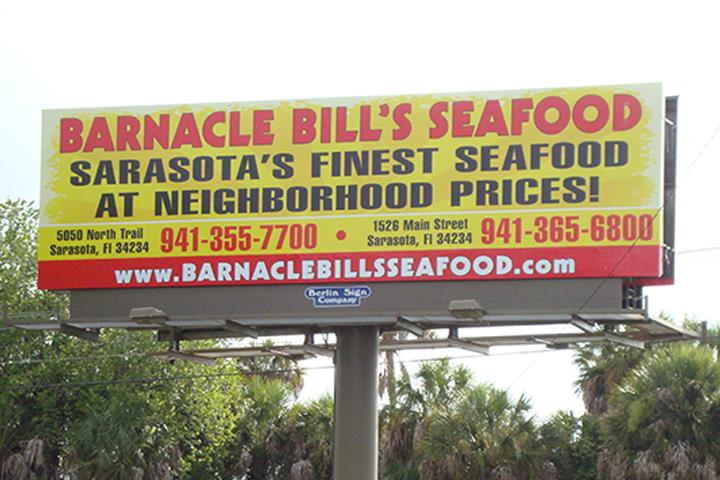 BARNACLE BILL'S SEAFOOD
SARASOTA'S FINEST SEAFOOD
AT NEIGHBORHOOD PRICES!
5050 North Trail
Sarasota, Fl 34234
941-355-7700
•
1526 Main Street
Sarasota, Fl 34234
941-365-6800
www.BARNACLEBILLSSEAFOOD.com
Berlin Sign
Company